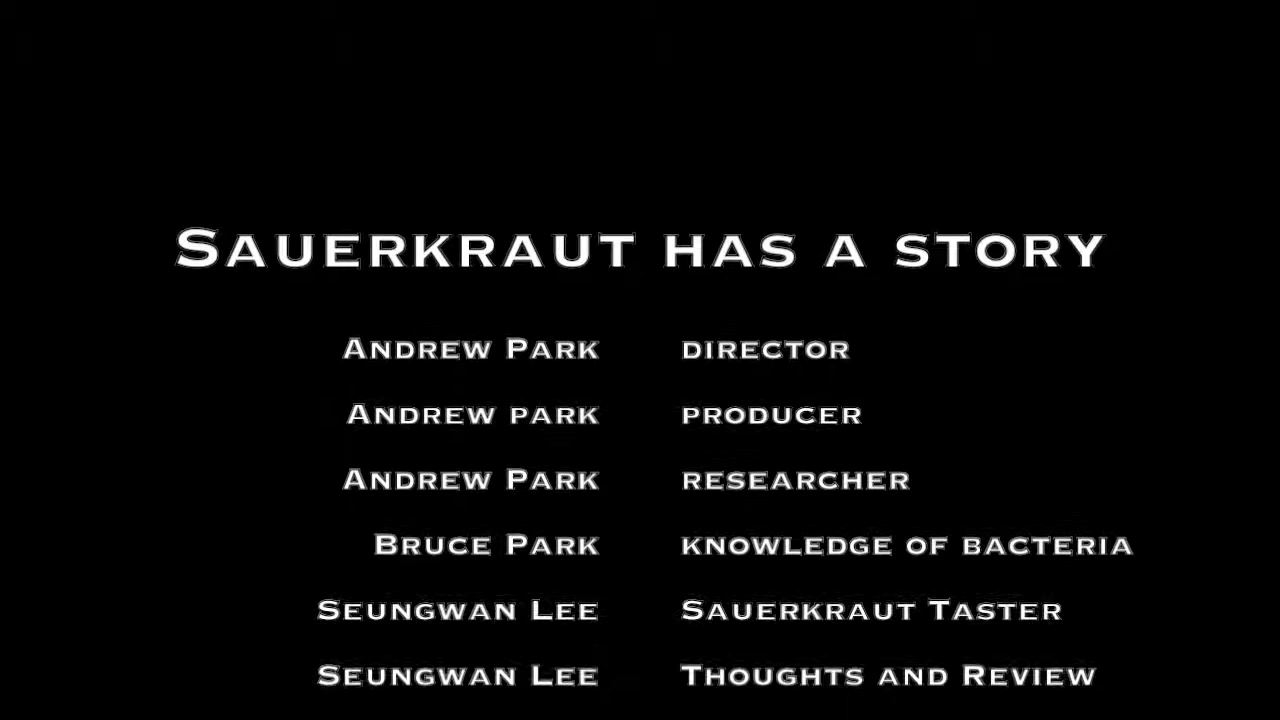 Sauerkraut has a story
Andrew Park director
Andrew park producer
Andrew Park researcher
Bruce Park knowledge of bacteria
Seungwan Lee Sauerkraut Taster
Seungwan Lee Thoughts and Review